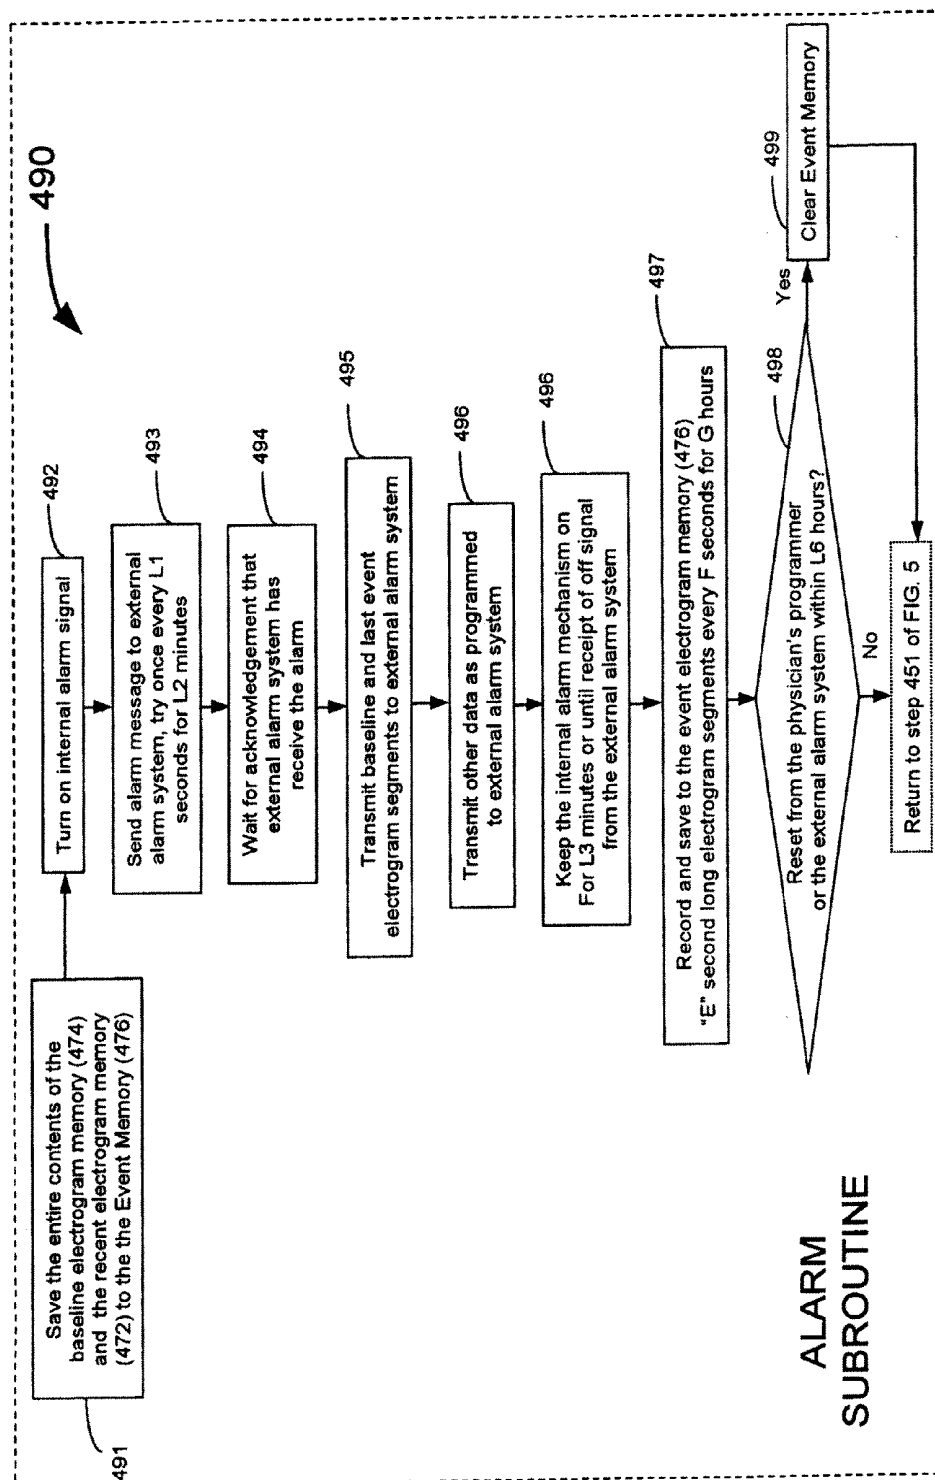 490
491
Save the entire contents of the
baseline electrogram memory (474)
and the recent electrogram memory
(472) to the the Event Memory (476)
492
Turn on internal alarm signal
493
Send alarm message to external
alarm system, try once every L1
seconds for L2 minutes
494
Wait for acknowledgement that
external alarm system has
receive the alarm
495
Transmit baseline and last event
electrogram segments to external alarm system
496
Transmit other data as programmed
to external alarm system
496
Keep the internal alarm mechanism on
For L3 minutes or until receipt of off signal
from the external alarm system
497
Record and save to the event electrogram memory (476)
"E" second long electrogram segments every F seconds for G hours
498
Reset from the physician's programmer
or the external alarm system within L6 hours?
Yes
499
Clear Event Memory
No
Return to step 451 of FIG. 5
ALARM
SUBROUTINE